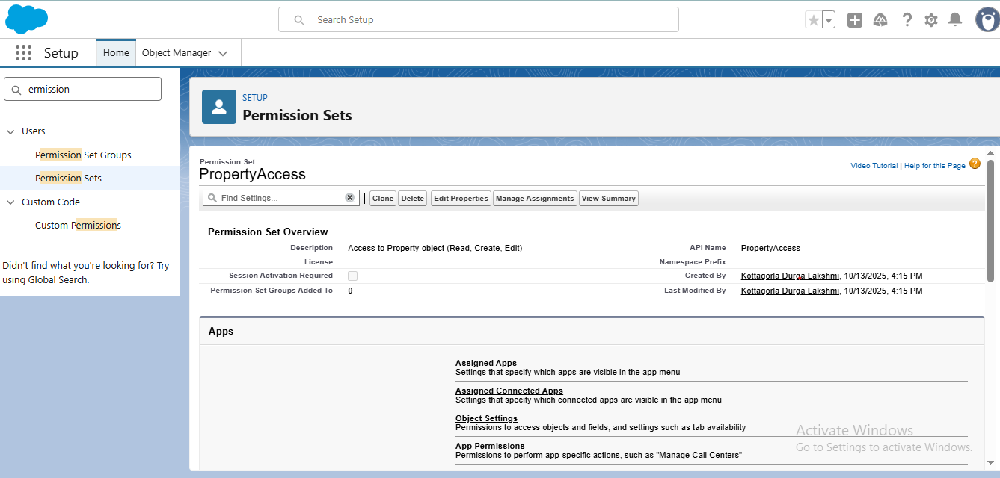 Search Setup
Setup
Home
Object Manager
ermission
Users
Permission Set Groups
Permission Sets
Custom Code
Custom Permissions
Didn't find what you're looking for? Try
using Global Search.
SETUP
Permission Sets
Permission Set
PropertyAccess
Video Tutorial | Help for this Page
Find Settings...
Clone
Delete
Edit Properties
Manage Assignments
View Summary
Permission Set Overview
Description Access to Property object (Read, Create, Edit) API Name PropertyAccess
License Namespace Prefix
Session Activation Required Created By Kottagorla Durga Lakshmi, 10/13/2025, 4:15 PM
Permission Set Groups Added To 0 Last Modified By Kottagorla Durga Lakshmi, 10/13/2025, 4:15 PM
Apps
Assigned Apps
Settings that specify which apps are visible in the app menu
Assigned Connected Apps
Settings that specify which connected apps are visible in the app menu
Object Settings
Permissions to access objects and fields, and settings such as tab availability
App Permissions
Permissions to perform app-specific actions, such as "Manage Call Centers"
Activate Windows
Go to Settings to activate Windows.